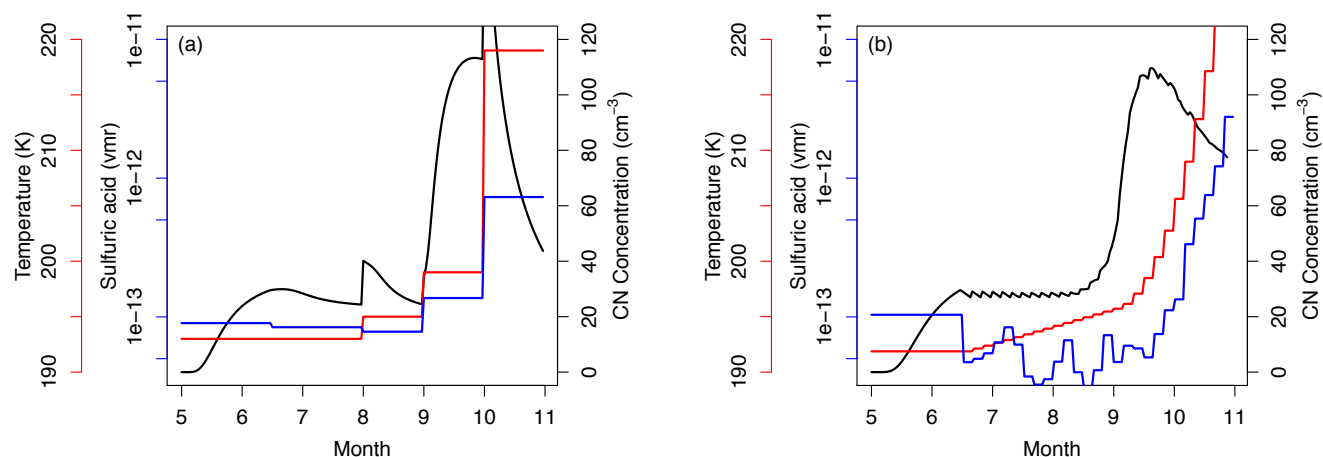 (a)
Temperature (K)
190
200
210
220
Sulfuric acid (vmr)
1e−13
1e−12
1e−11
CN Concentration (cm−3)
0
20
40
60
80
100
120
5
6
7
8
9
10
11
Month
(b)
Temperature (K)
190
200
210
220
Sulfuric acid (vmr)
1e−13
1e−12
1e−11
CN Concentration (cm−3)
0
20
40
60
80
100
120
5
6
7
8
9
10
11
Month